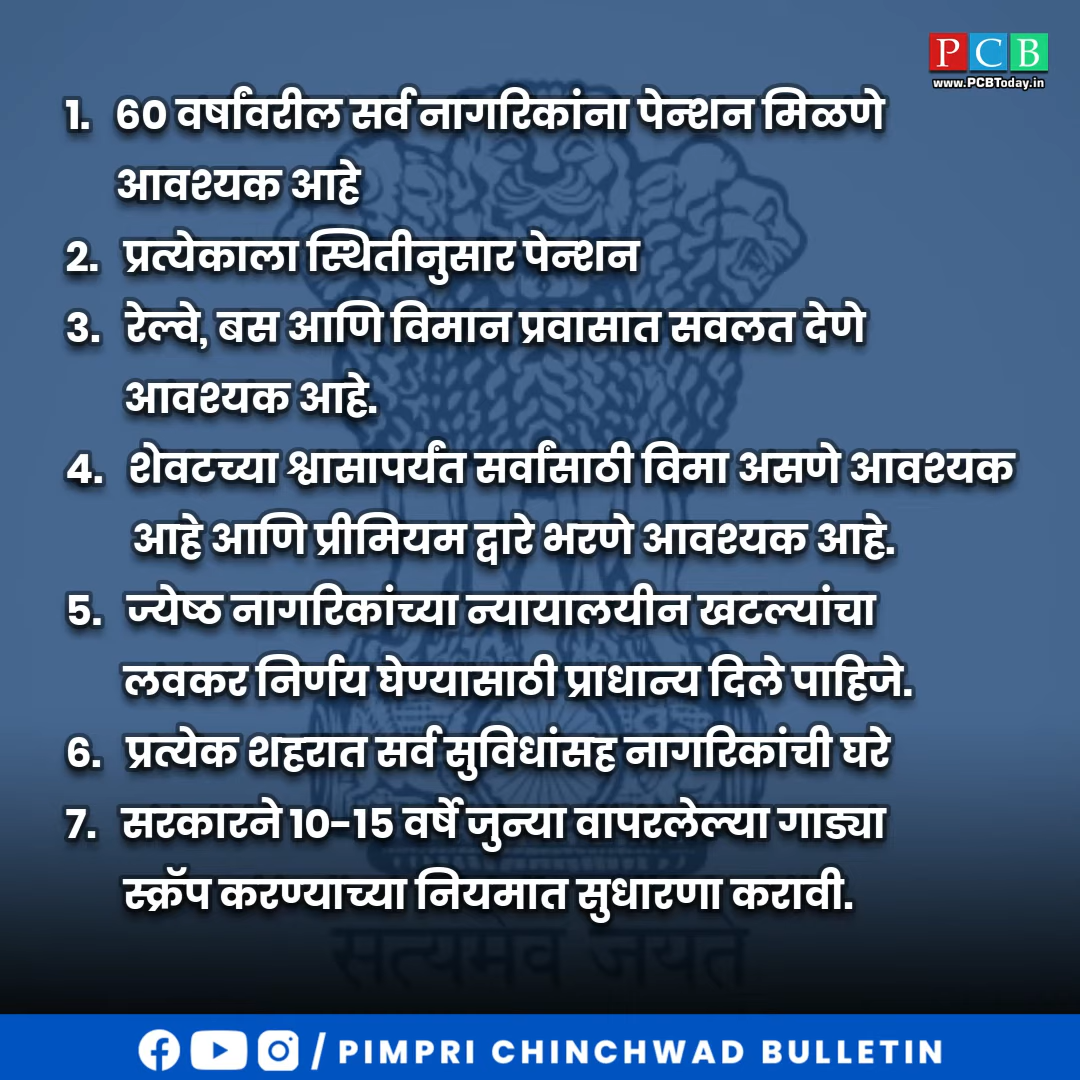 P C B
www.PCBToday.in
1. 60 वर्षांवरील सर्व नागरिकांना पेन्शन मिळणे
आवश्यक आहे
2. प्रत्येकाला स्थितीनुसार पेन्शन
3. रेल्वे, बस आणि विमान प्रवासात सवलत देणे
आवश्यक आहे.
4. शेवटच्या श्वासापर्यंत सर्वांसाठी विमा असणे आवश्यक
आहे आणि प्रीमियम द्वारे भरणे आवश्यक आहे.
5. ज्येष्ठ नागरिकांच्या न्यायालयीन खटल्यांचा
लवकर निर्णय घेण्यासाठी प्राधान्य दिले पाहिजे.
6. प्रत्येक शहरात सर्व सुविधांसह नागरिकांची घरे
7. सरकारने 10-15 वर्षे जुन्या वापरलेल्या गाड्या
स्क्रॅप करण्याच्या नियमात सुधारणा करावी.
सत्यमेव जयते
/ PIMPRI CHINCHWAD BULLETIN